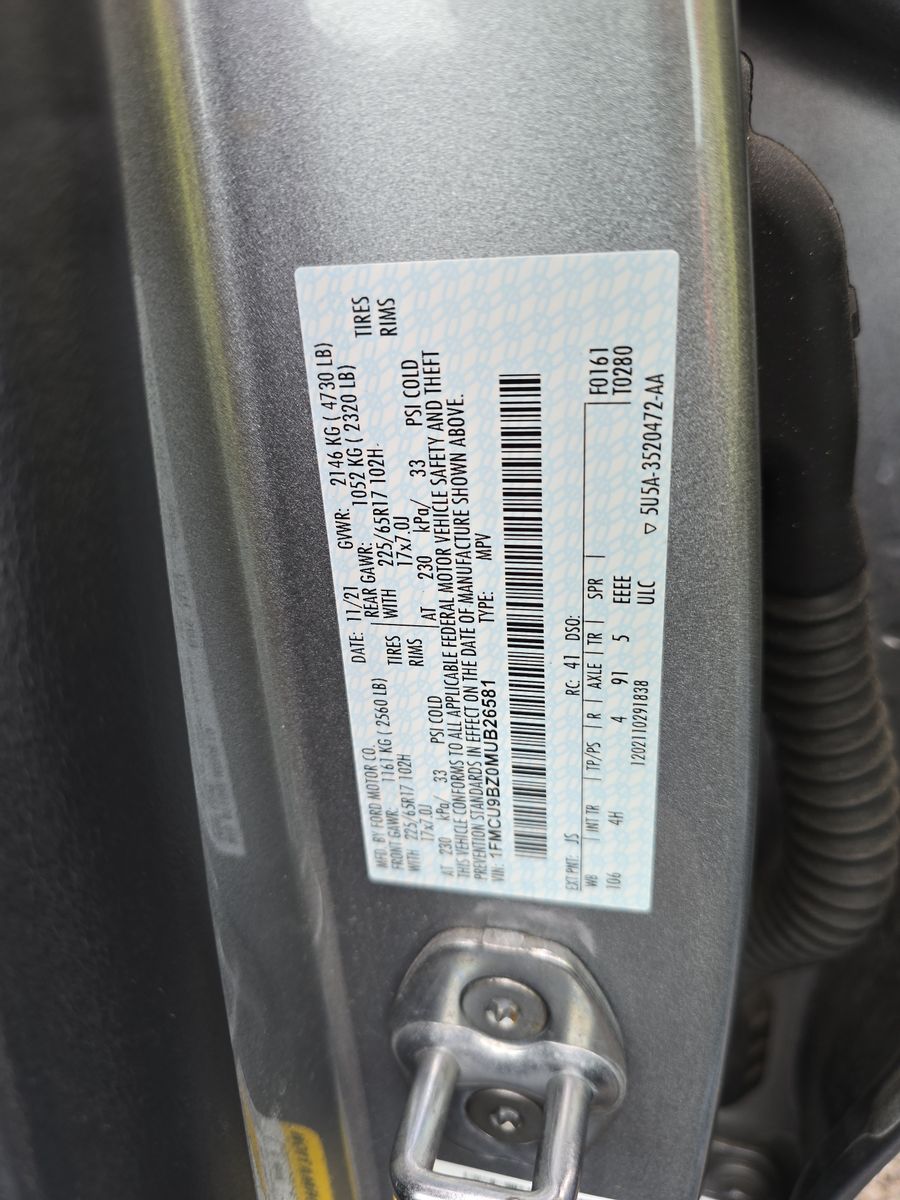 MFD. BY FORD MOTOR CO.
DATE: 11/21 GVWR: 2146 KG ( 4730 LB)
FRONT GAWR: 1161 KG ( 2560 LB) REAR GAWR: 1052 KG ( 2320 LB)
WITH 225/65R17 102H TIRES WITH 225/65R17 102H TIRES
17x7.0J RIMS 17x7.0J RIMS
AT 230 kPa/ 33 PSI COLD AT 230 kPa/ 33 PSI COLD
THIS VEHICLE CONFORMS TO ALL APPLICABLE FEDERAL MOTOR VEHICLE SAFETY AND THEFT
PREVENTION STANDARDS IN EFFECT ON THE DATE OF MANUFACTURE SHOWN ABOVE.
VIN: 1FMCU9BZ0MUB26581 TYPE: MPV
EXT PNT: JS RC: 41 DSO: F0161
WB INT TR TP/PS R AXLE TR SPR T0280
106 4H 4 91 5 EEEE
1202110291838 ULC ▽ 5U5A-3520472-AA